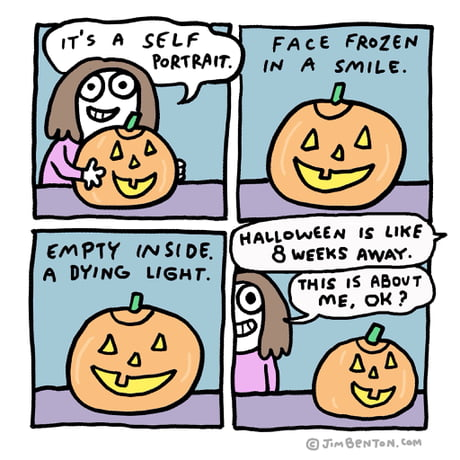 IT'S A SELF
PORTRAIT.
FACE FROZEN
IN A SMILE.
EMPTY INSIDE.
A DYING LIGHT.
HALLOWEEN IS LIKE
8 WEEKS AWAY.
THIS IS ABOUT
ME, OK?
© JIMBENTON.COM